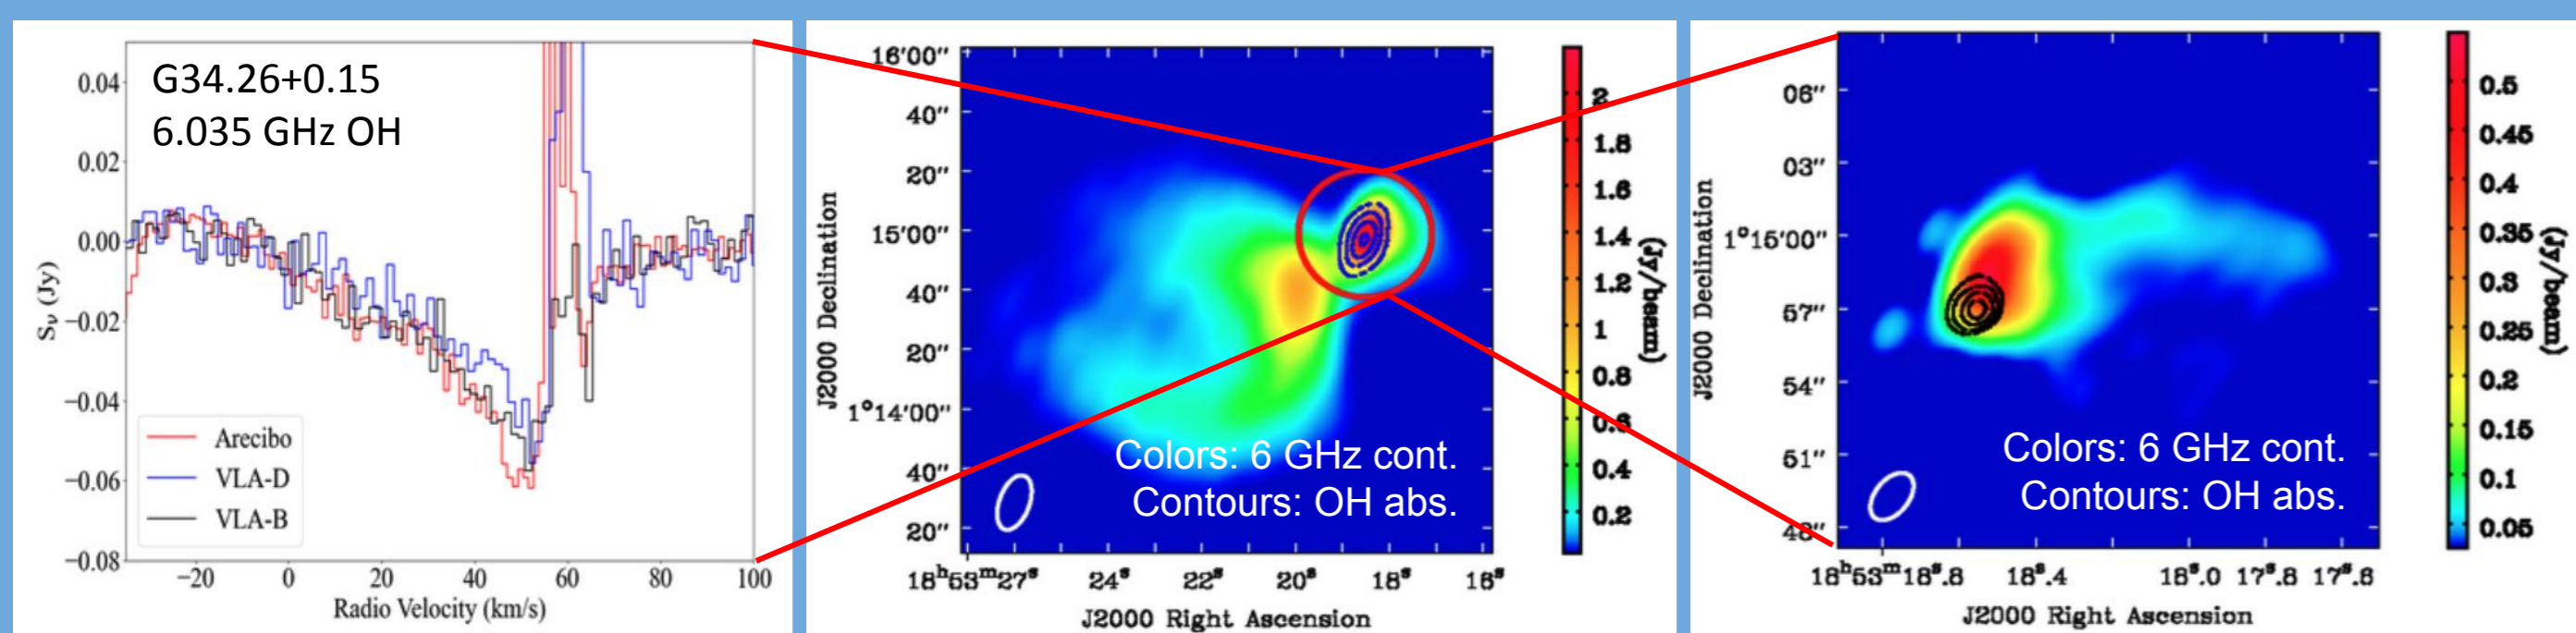 G34.26+0.15
6.035 GHz OH
0.04
0.02
0.00
−0.02
−0.04
−0.06
−0.08
Sν (Jy)
Arecibo
VLA-D
VLA-B
−20 0 20 40 60 80 100
Radio Velocity (km/s)
J2000 Declination
16'00"
40"
20"
15'00"
40"
20"
1°14'00"
40"
20"
Colors: 6 GHz cont.
Contours: OH abs.
18ʰ53ᵐ27ˢ 24ˢ 22ˢ 20ˢ 18ˢ 16ˢ
J2000 Right Ascension
2
1.8
1.6
1.4
1.2
1
0.8
0.6
0.4
0.2
(Jy/beam)
J2000 Declination
06"
03"
1°15'00"
57"
54"
51"
48"
Colors: 6 GHz cont.
Contours: OH abs.
18ʰ53ᵐ18ˢ.8 18ˢ.4 18ˢ.0 17ˢ.8 17ˢ.6
J2000 Right Ascension
0.5
0.45
0.4
0.35
0.3
0.25
0.2
0.15
0.1
0.05
(Jy/beam)